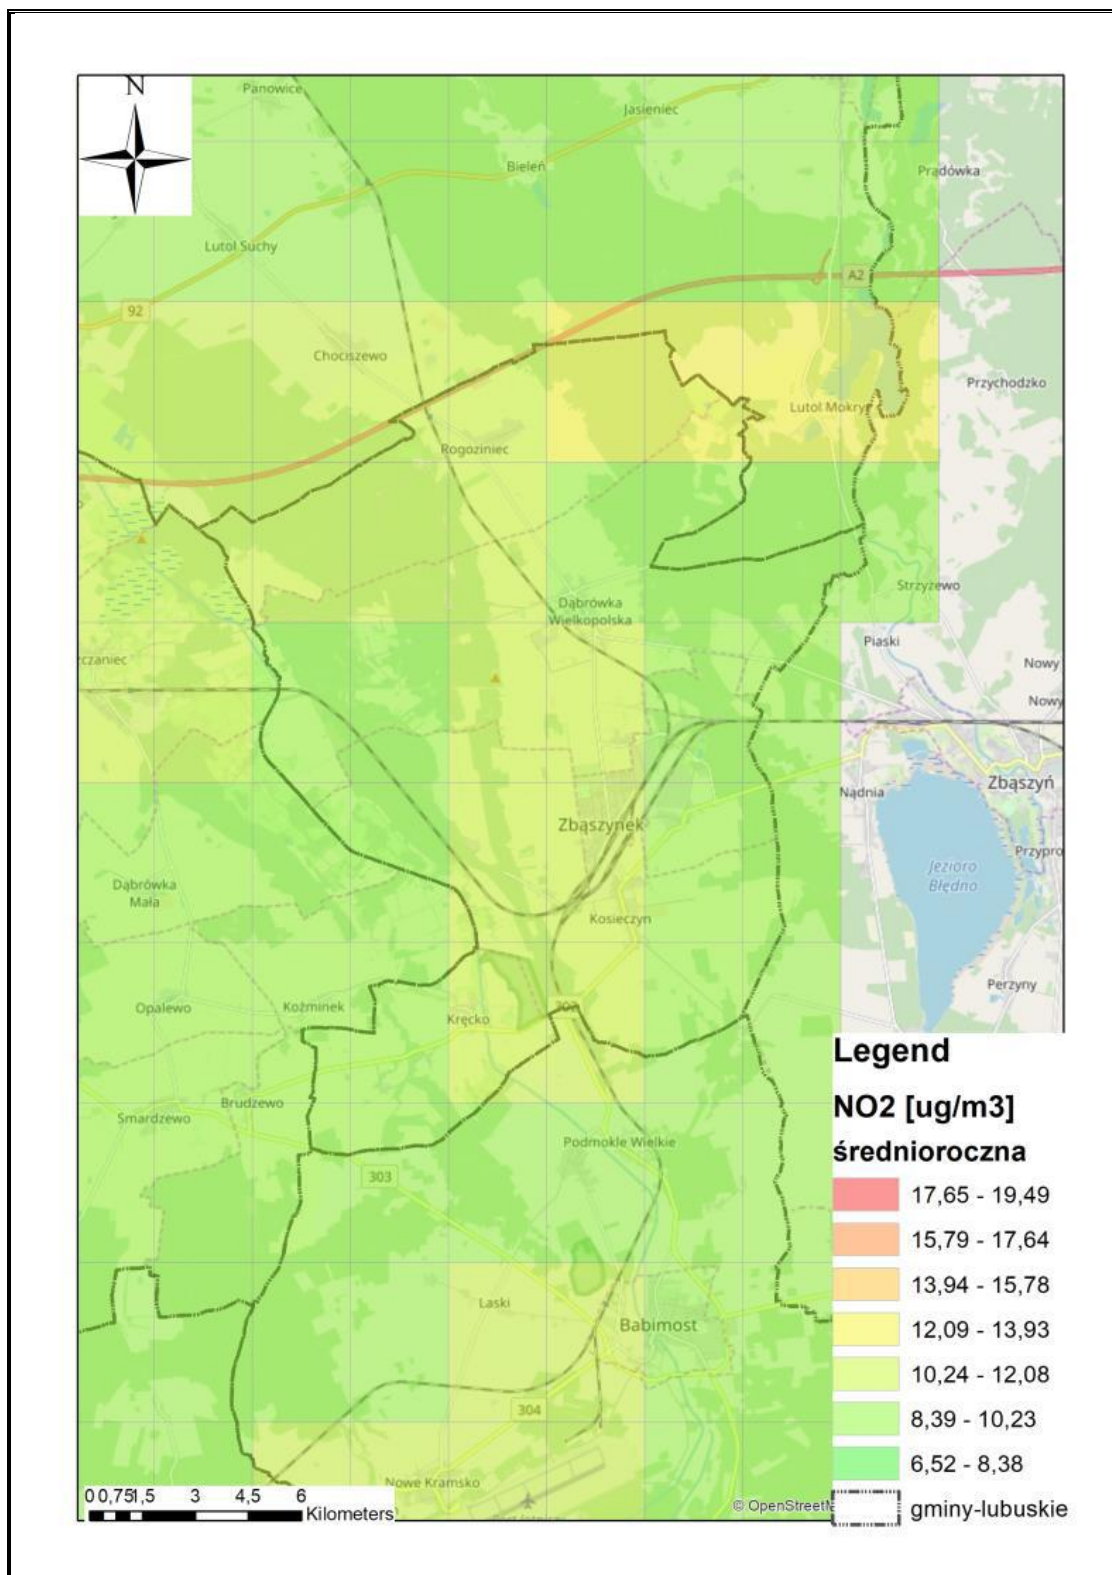 N
Panowice
Jasieniec
Bieleń
Prądówka
Lutol Suchy
A2
92
Chociszewo
Przychodzko
Lutol Mokry
Rogoziniec
Strzyżewo
Dąbrówka
Wielkopolska
Piaski
zczaniec
Nowy
Nowy
Zbąszyń
Nądnia
Zbąszynek
Przypro
Jezioro
Błędno
Dąbrówka
Mała
Kosieczyn
Perzyny
Opalewo
Koźminek
Kręcko
302
Brudzewo
Smardzewo
Podmokle Wielkie
303
Laski
Babimost
304
Nowe Kramsko
© OpenStreetM
0 0,75 1,5 3 4,5 6
Kilometers
Legend
NO2 [ug/m3]
średnioroczna
17,65 - 19,49
15,79 - 17,64
13,94 - 15,78
12,09 - 13,93
10,24 - 12,08
8,39 - 10,23
6,52 - 8,38
gminy-lubuskie